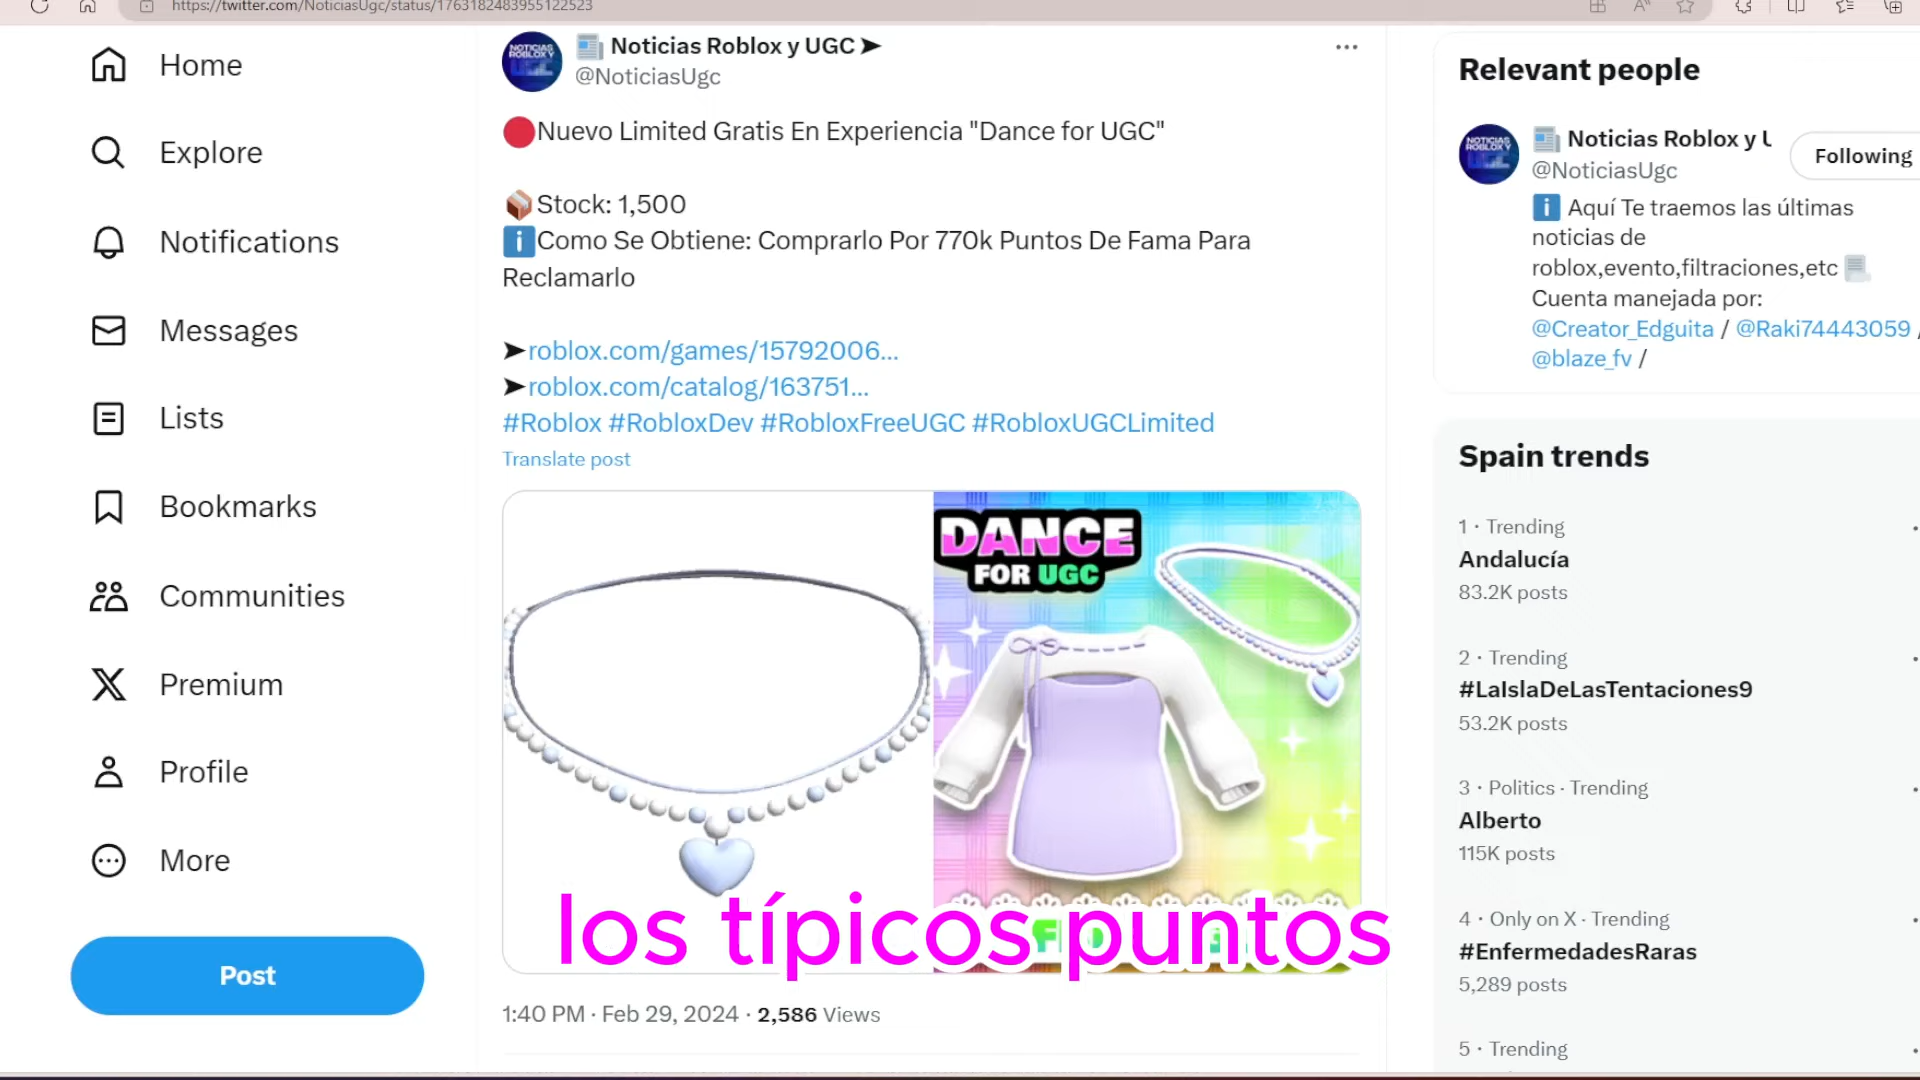 https://twitter.com/NoticiasUgc/status/1763182483955122523
Home
Explore
Notifications
Messages
Lists
Bookmarks
Communities
Premium
Profile
More
Post
NOTICIAS ROBLOX Y UGC
Noticias Roblox y UGC ➤
@NoticiasUgc
🔴Nuevo Limited Gratis En Experiencia "Dance for UGC"
📦Stock: 1,500
ℹ️Como Se Obtiene: Comprarlo Por 770k Puntos De Fama Para
Reclamarlo
➤roblox.com/games/15792006...
➤roblox.com/catalog/163751...
#Roblox #RobloxDev #RobloxFreeUGC #RobloxUGCLimited
Translate post
DANCE
FOR UGC
los típicos puntos
1:40 PM · Feb 29, 2024 · 2,586 Views
Relevant people
NOTICIAS ROBLOX Y UGC
Noticias Roblox y U
@NoticiasUgc
Following
ℹ️ Aquí Te traemos las últimas
noticias de
roblox,evento,filtraciones,etc
Cuenta manejada por:
@Creator_Edguita / @Raki74443059 /
@blaze_fv /
Spain trends
1 · Trending
Andalucía
83.2K posts
2 · Trending
#LaIslaDeLasTentaciones9
53.2K posts
3 · Politics · Trending
Alberto
115K posts
4 · Only on X · Trending
#EnfermedadesRaras
5,289 posts
5 · Trending